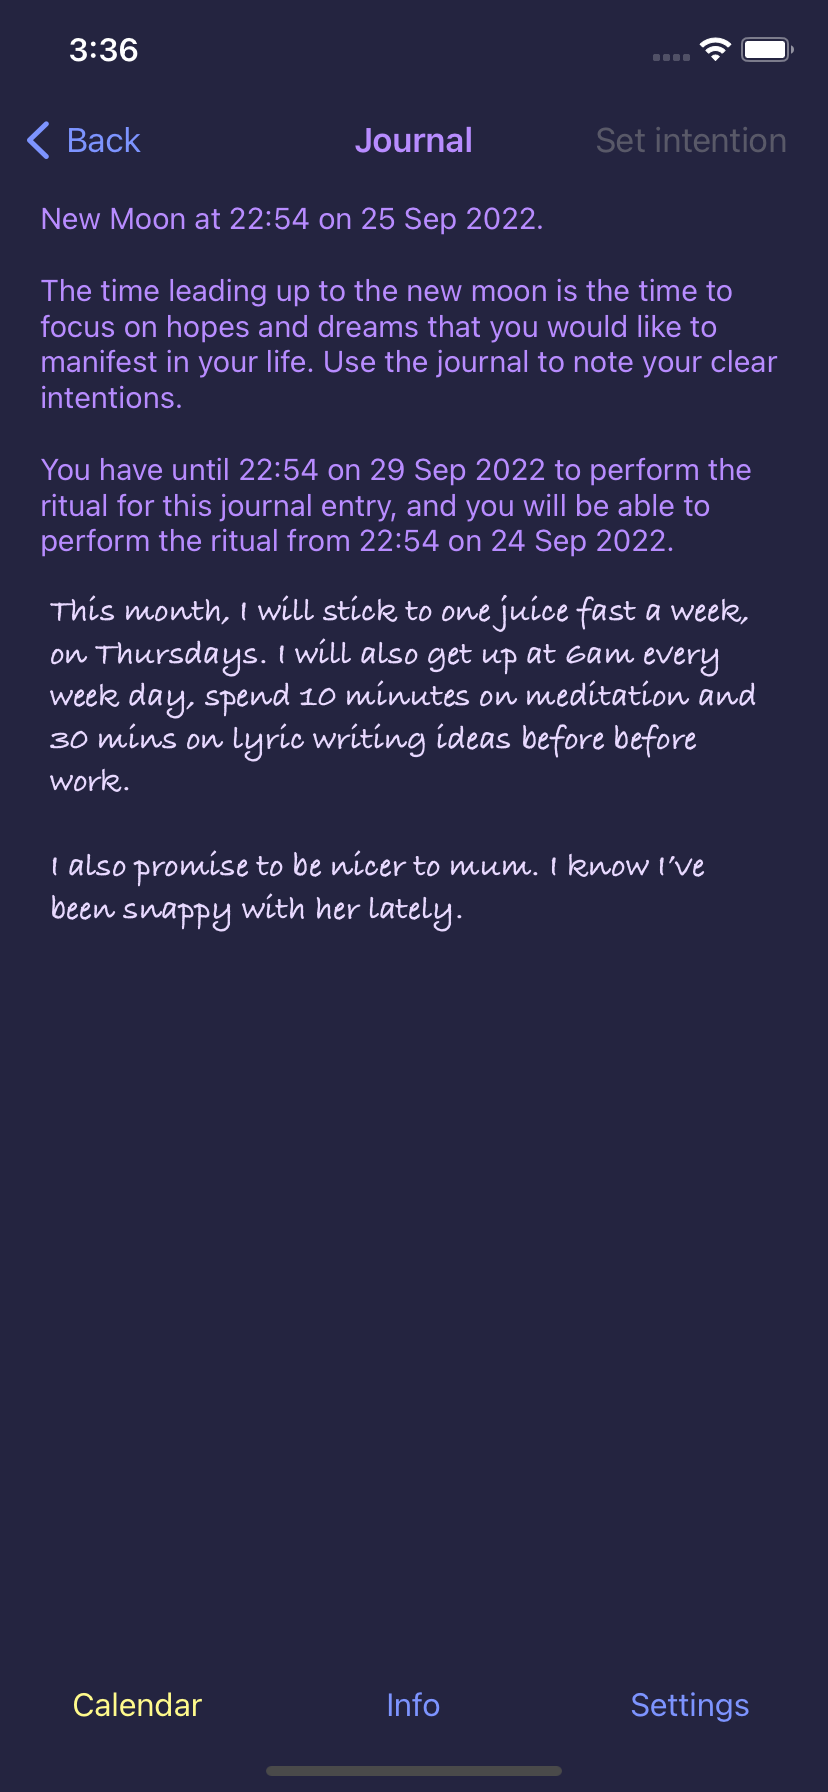 3:36
Back Journal Set intention
New Moon at 22:54 on 25 Sep 2022.
The time leading up to the new moon is the time to
focus on hopes and dreams that you would like to
manifest in your life. Use the journal to note your clear
intentions.
You have until 22:54 on 29 Sep 2022 to perform the
ritual for this journal entry, and you will be able to
perform the ritual from 22:54 on 24 Sep 2022.
This month, I will stick to one juice fast a week,
on Thursdays. I will also get up at 6am every
week day, spend 10 minutes on meditation and
30 mins on lyric writing ideas before before
work.
I also promise to be nicer to mum. I know I've
been snappy with her lately.
Calendar Info Settings